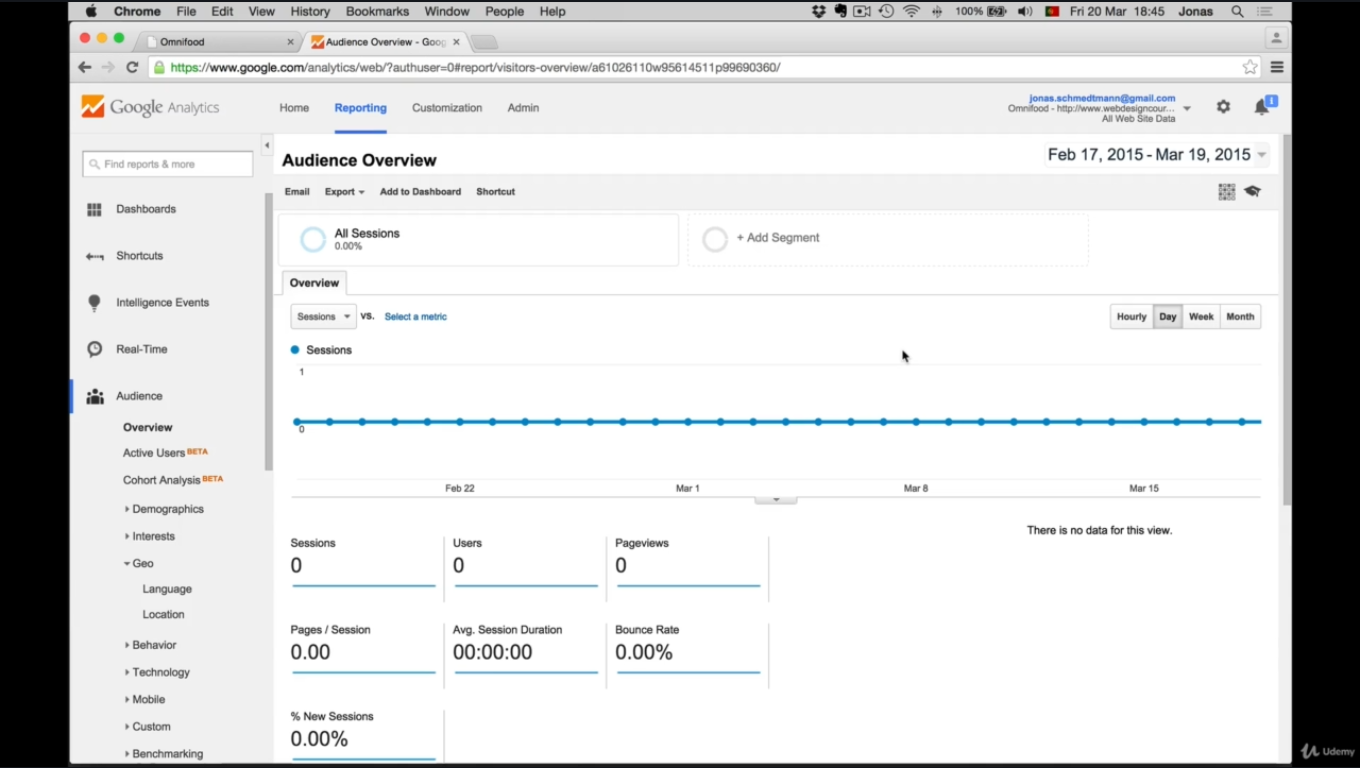 Chrome File Edit View History Bookmarks Window People Help 100% Fri 20 Mar 18:45 Jonas
Omnifood Audience Overview - Goog
https://www.google.com/analytics/web/?authuser=0#report/visitors-overview/a61026110w95614511p99690360/
Google Analytics Home Reporting Customization Admin
jonas.schmedtmann@gmail.com
Omnifood - http://www.webdesigncour...
All Web Site Data
1
Find reports & more
Dashboards
Shortcuts
Intelligence Events
Real-Time
Audience
Overview
Active Users BETA
Cohort Analysis BETA
Demographics
Interests
Geo
Language
Location
Behavior
Technology
Mobile
Custom
Benchmarking
Audience Overview
Feb 17, 2015 - Mar 19, 2015
Email Export Add to Dashboard Shortcut
All Sessions
0.00%
+ Add Segment
Overview
Sessions VS. Select a metric
Hourly Day Week Month
Sessions
1
0
Feb 22 Mar 1 Mar 8 Mar 15
There is no data for this view.
Sessions Users Pageviews
0 0 0
Pages / Session Avg. Session Duration Bounce Rate
0.00 00:00:00 0.00%
% New Sessions
0.00%
Udemy